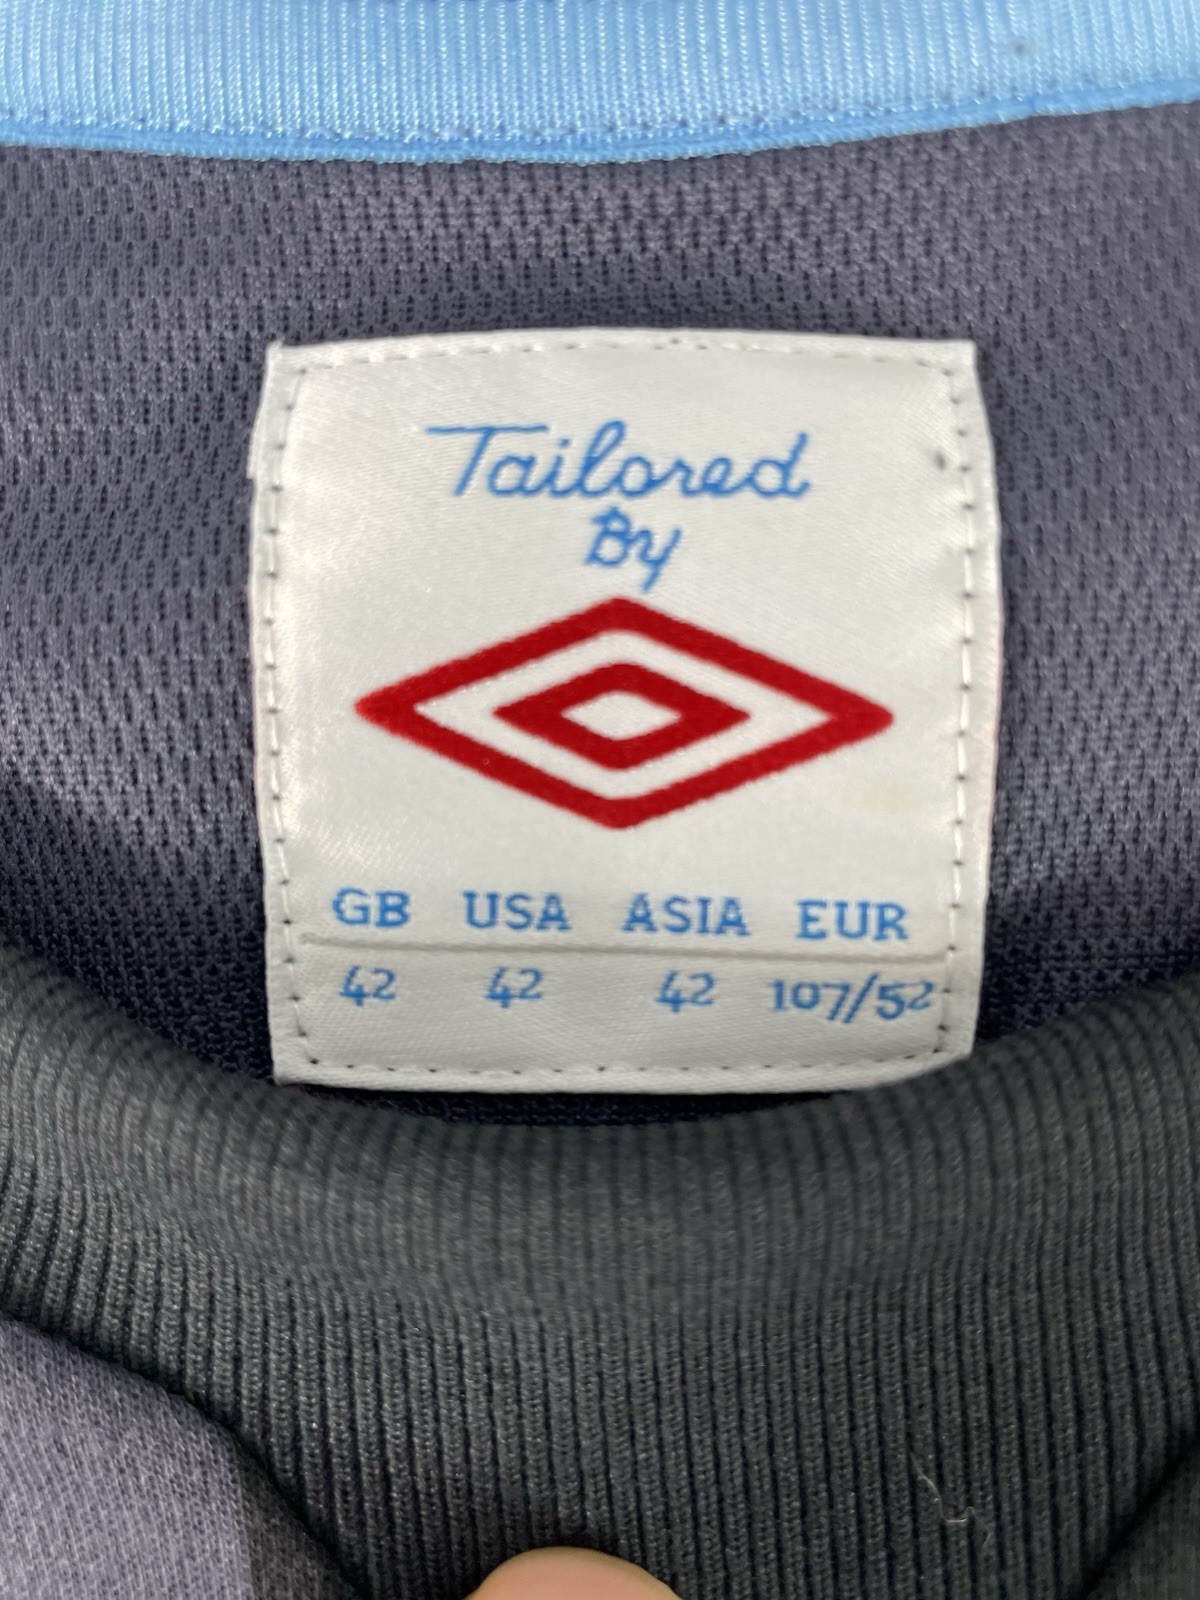 Tailored
By
GB USA ASIA EUR
42 42 42 107/52